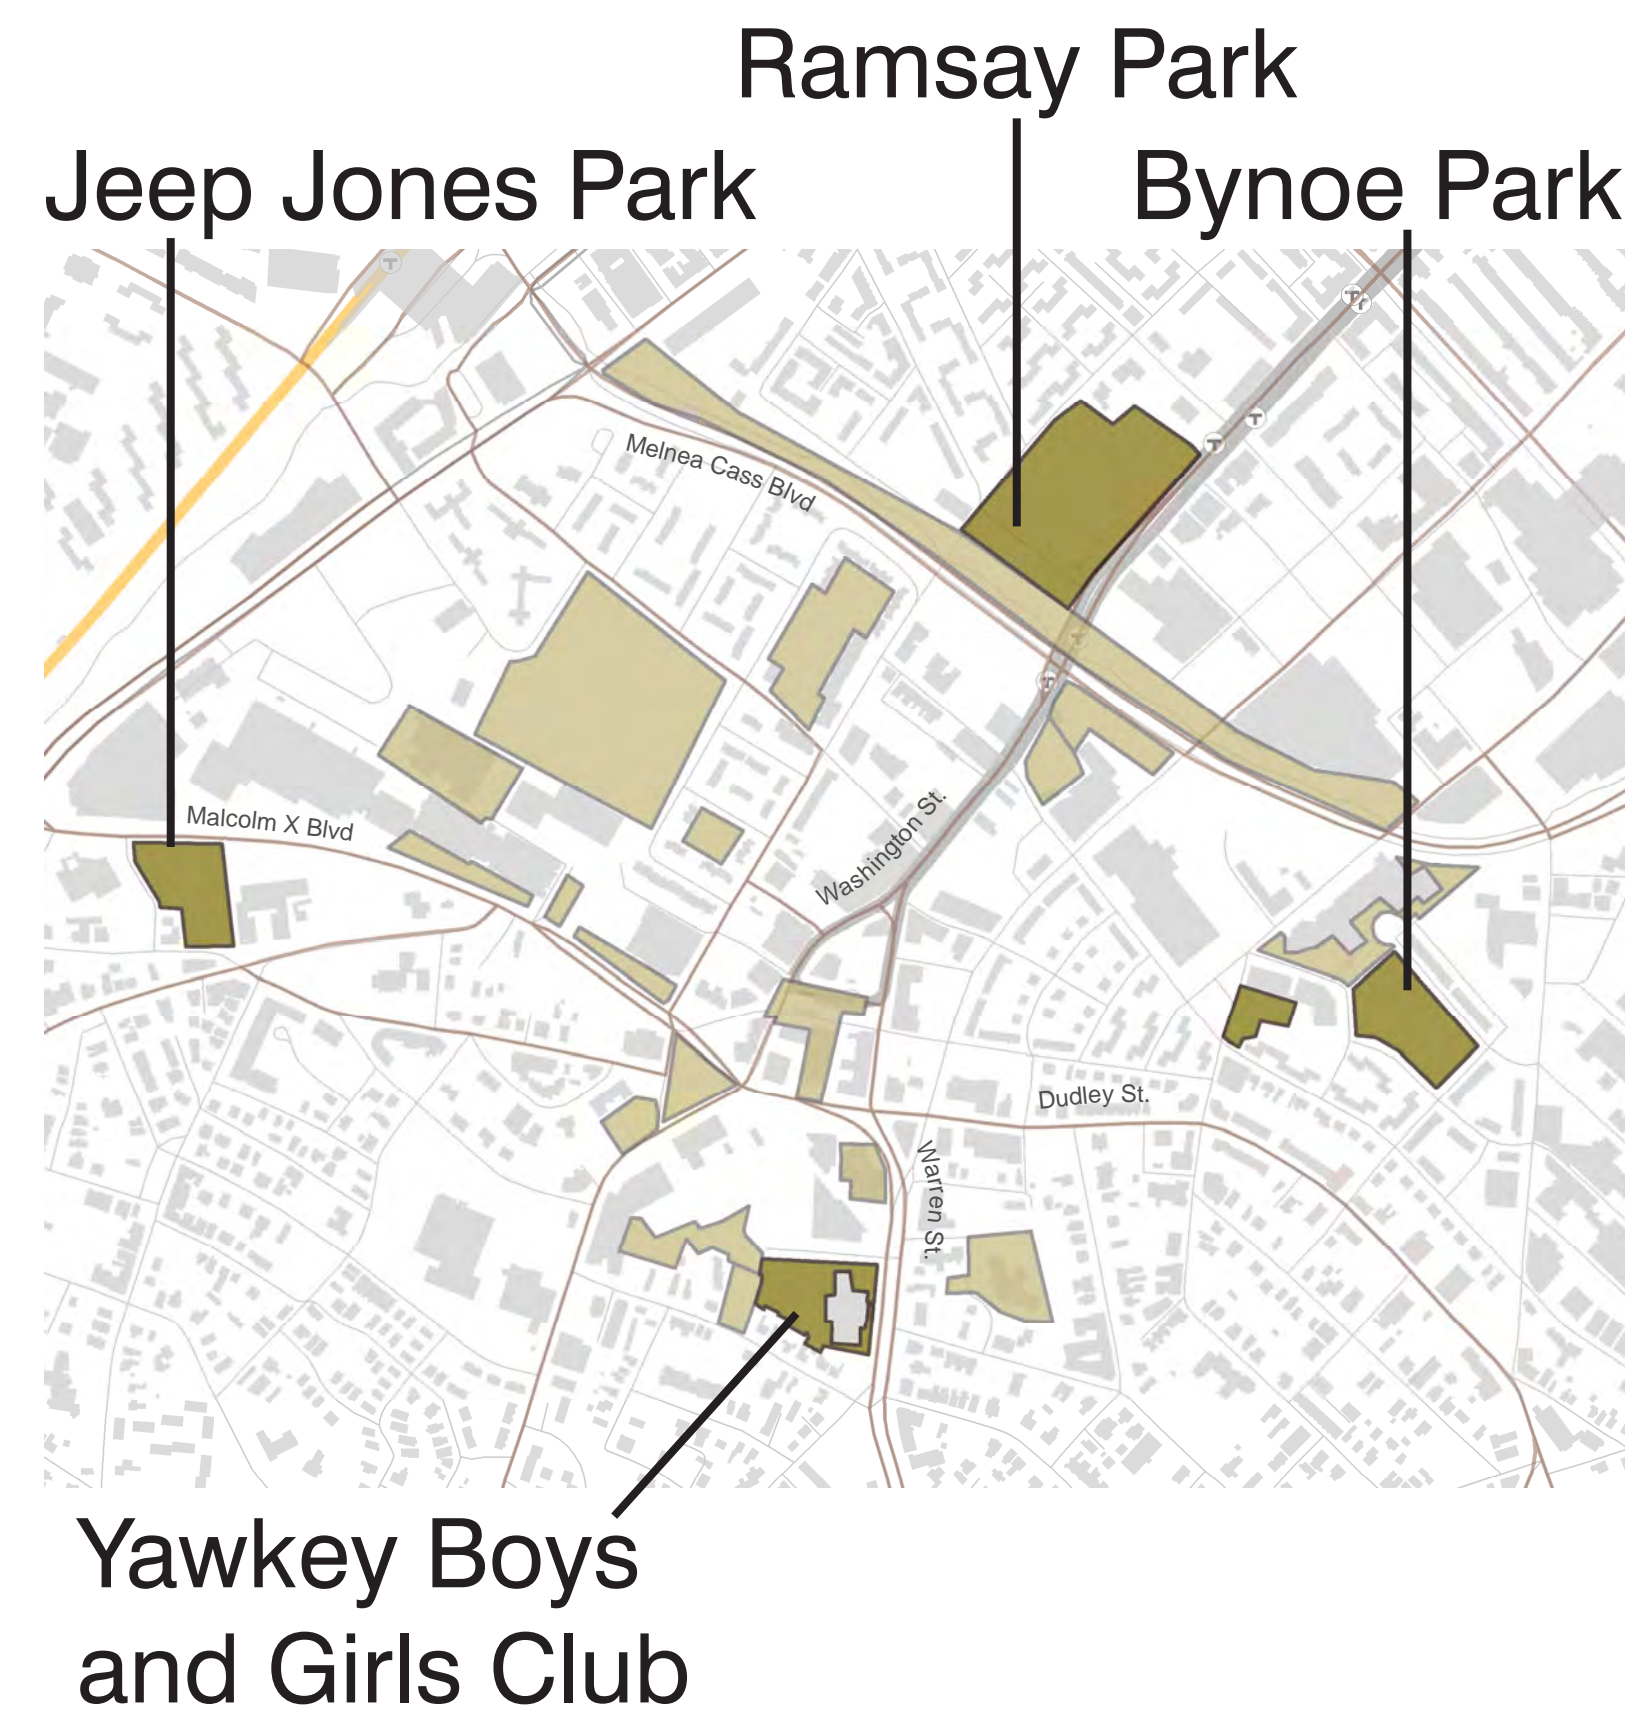 Ramsay Park
Jeep Jones Park
Bynoe Park
T
T
T
T
T
T
T
Melnea Cass Blvd
Malcolm X Blvd
Washington St.
Dudley St.
Warren St.
Yawkey Boys
and Girls Club